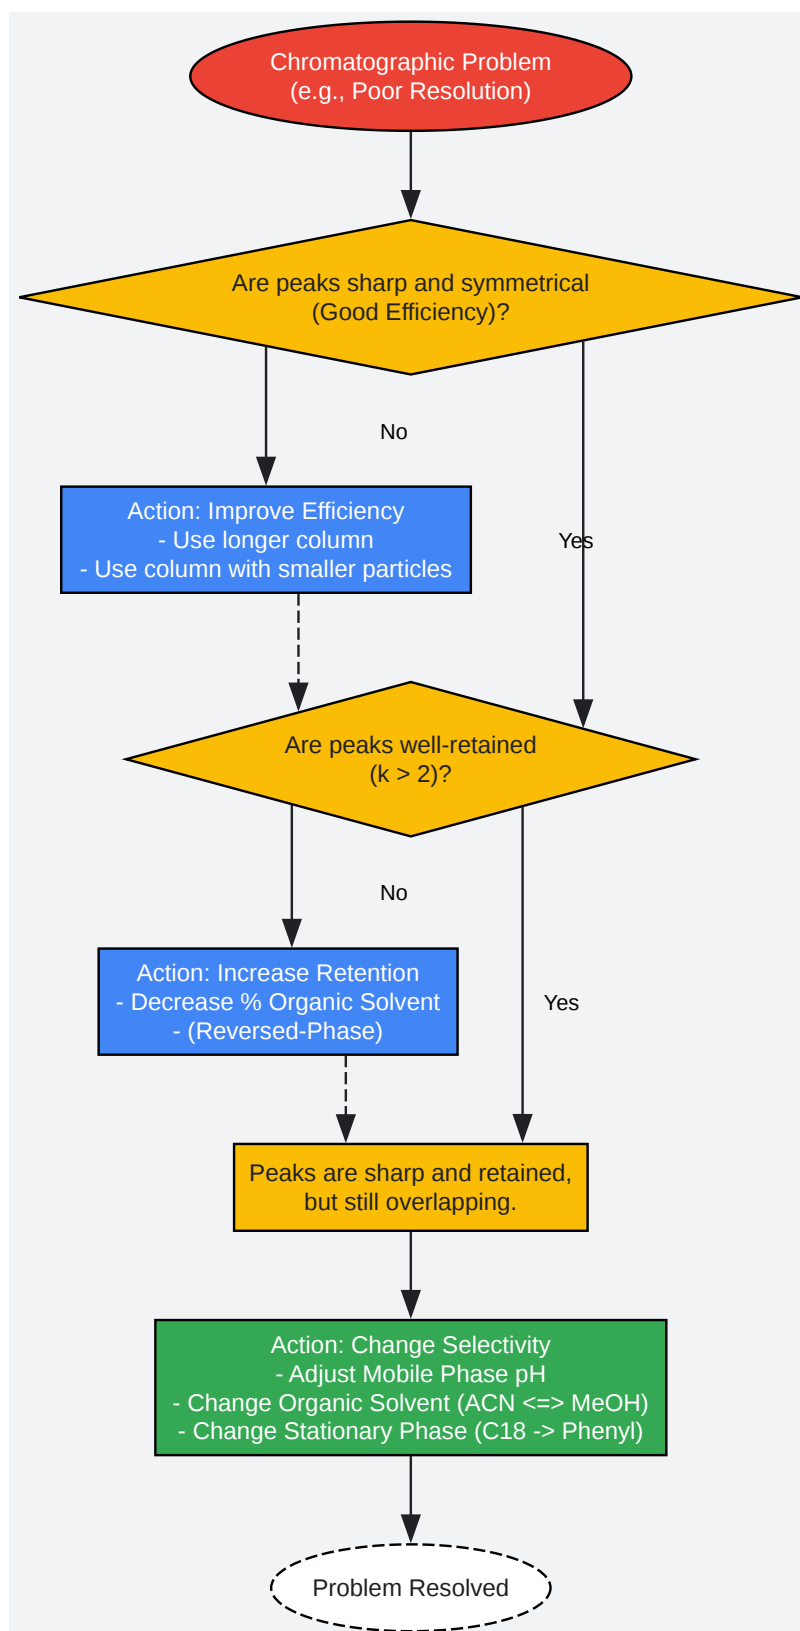 Chromatographic Problem
(e.g., Poor Resolution)
Are peaks sharp and symmetrical
(Good Efficiency)?
No
Yes
Action: Improve Efficiency
- Use longer column
- Use column with smaller particles
Are peaks well-retained
(k > 2)?
No
Yes
Action: Increase Retention
- Decrease % Organic Solvent
- (Reversed-Phase)
Peaks are sharp and retained,
but still overlapping.
Action: Change Selectivity
- Adjust Mobile Phase pH
- Change Organic Solvent (ACN <=> MeOH)
- Change Stationary Phase (C18 -> Phenyl)
Problem Resolved